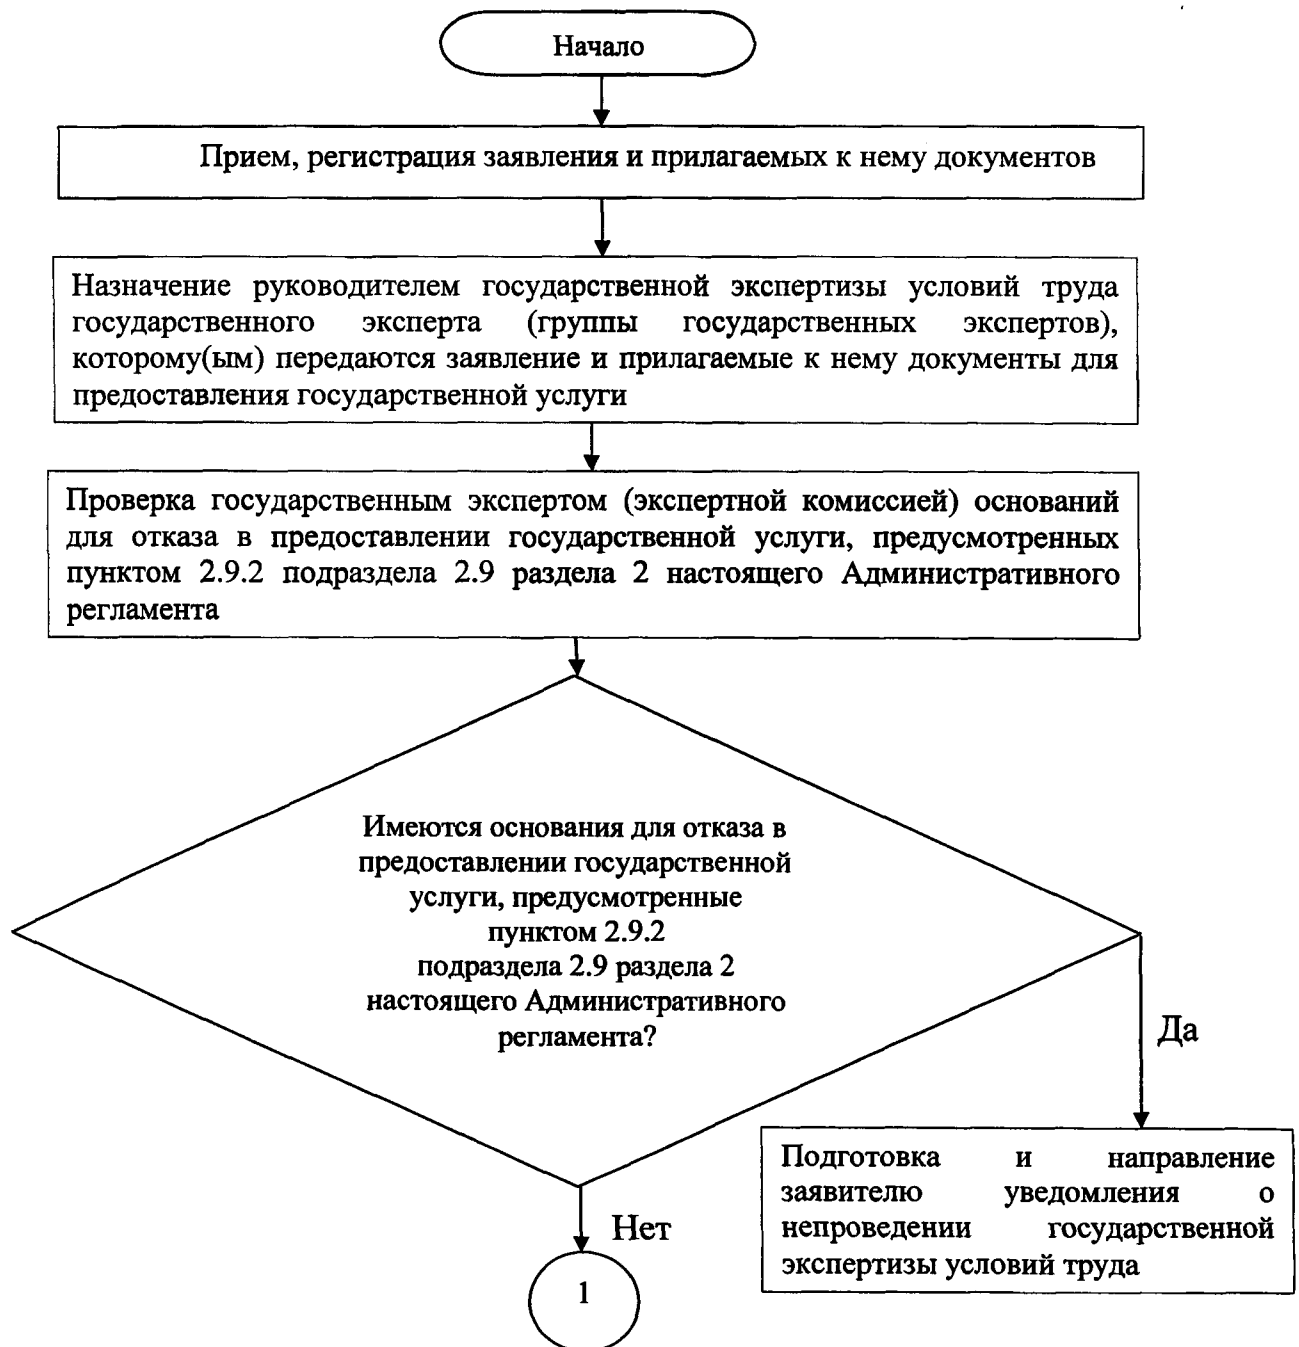 Начало
Прием, регистрация заявления и прилагаемых к нему документов
Назначение руководителем государственной экспертизы условий труда
государственного эксперта (группы государственных экспертов),
которому(ым) передаются заявление и прилагаемые к нему документы для
предоставления государственной услуги
Проверка государственным экспертом (экспертной комиссией) оснований
для отказа в предоставлении государственной услуги, предусмотренных
пунктом 2.9.2 подраздела 2.9 раздела 2 настоящего Административного
регламента
Имеются основания для отказа в
предоставлении государственной
услуги, предусмотренные
пунктом 2.9.2
подраздела 2.9 раздела 2
настоящего Административного
регламента?
Да
Подготовка и направление
заявителю уведомления о
непроведении государственной
экспертизы условий труда
Нет
1